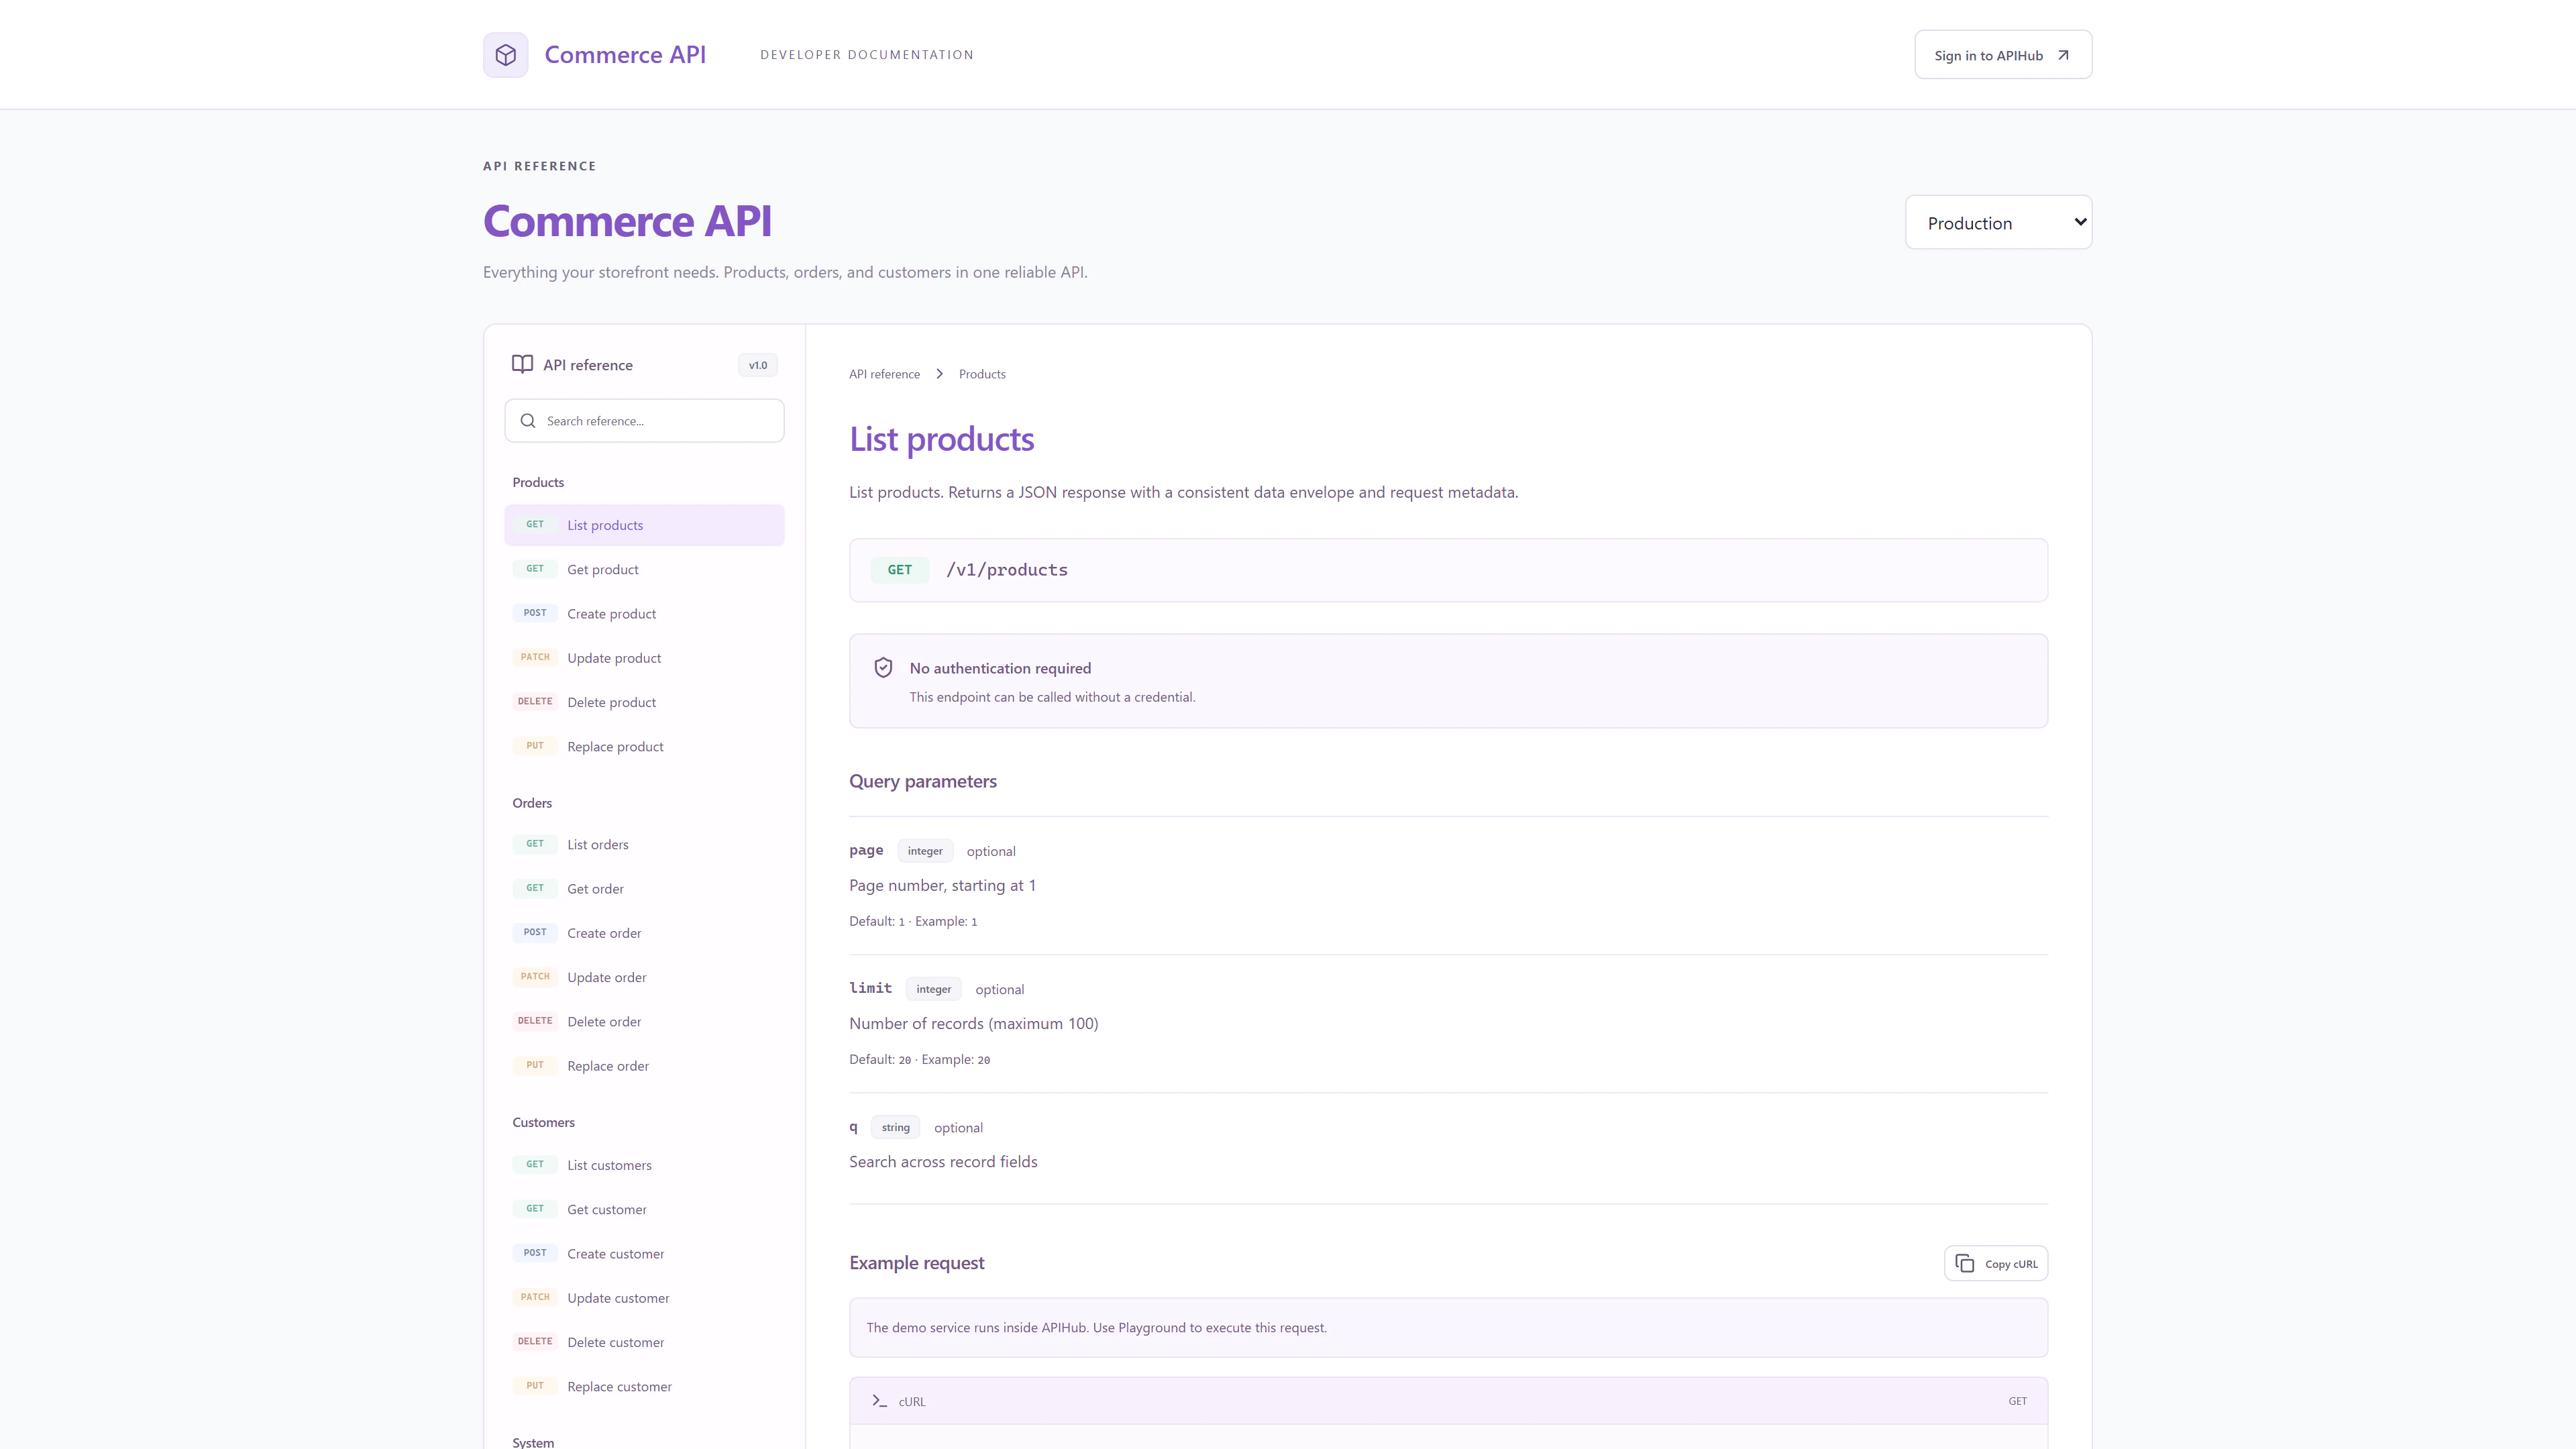 Commerce API
DEVELOPER DOCUMENTATION
Sign in to APIHub
API REFERENCE
Commerce API
Production
Everything your storefront needs. Products, orders, and customers in one reliable API.
API reference
v1.0
Search reference...
Products
GET List products
GET Get product
POST Create product
PATCH Update product
DELETE Delete product
PUT Replace product
Orders
GET List orders
GET Get order
POST Create order
PATCH Update order
DELETE Delete order
PUT Replace order
Customers
GET List customers
GET Get customer
POST Create customer
PATCH Update customer
DELETE Delete customer
PUT Replace customer
System
API reference > Products
List products
List products. Returns a JSON response with a consistent data envelope and request metadata.
GET /v1/products
No authentication required
This endpoint can be called without a credential.
Query parameters
page integer optional
Page number, starting at 1
Default: 1 · Example: 1
limit integer optional
Number of records (maximum 100)
Default: 20 · Example: 20
q string optional
Search across record fields
Example request
Copy cURL
The demo service runs inside APIHub. Use Playground to execute this request.
cURL
GET